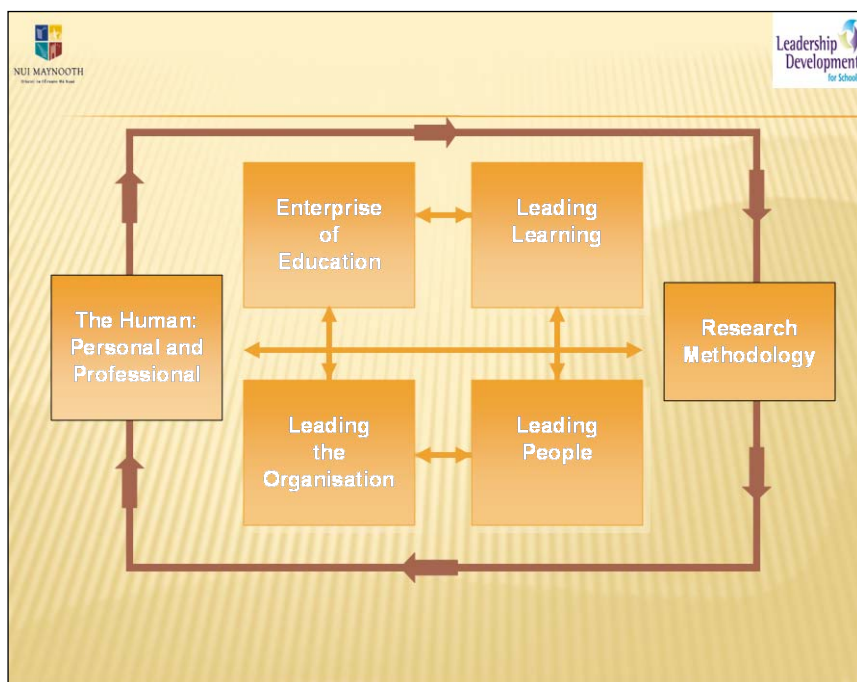 NUI MAYNOOTH
Leadership
Development
for School
Enterprise
of
Education
Leading
Learning
The Human:
Personal and
Professional
Research
Methodology
Leading
the
Organisation
Leading
People